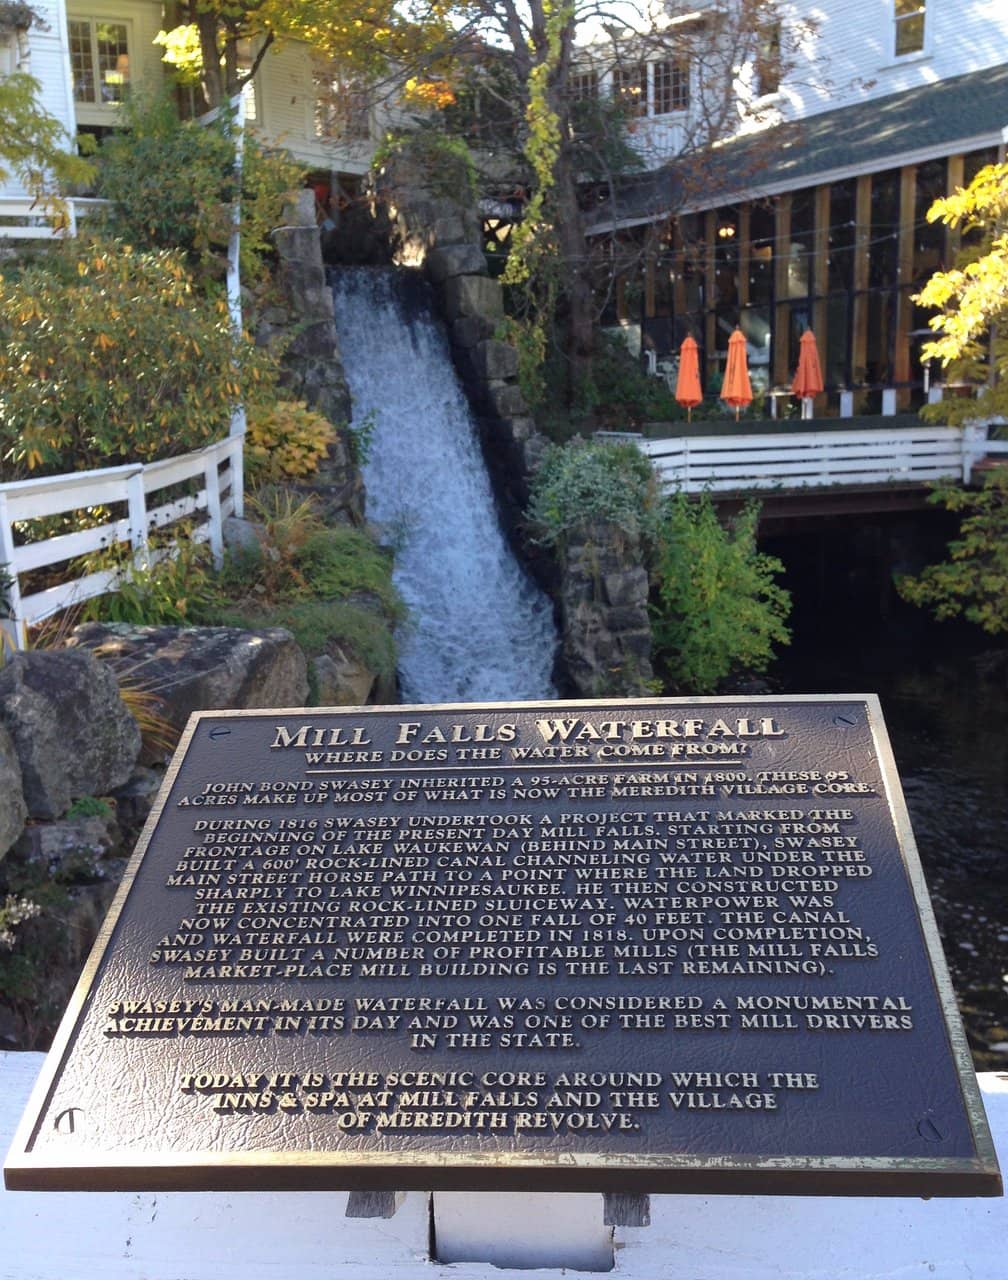 MILL FALLS WATERFALL
WHERE DOES THE WATER COME FROM?
JOHN BOND SWASEY INHERITED A 95-ACRE FARM IN 1800. THESE 95
ACRES MAKE UP MOST OF WHAT IS NOW THE MEREDITH VILLAGE CORE.
DURING 1816 SWASEY UNDERTOOK A PROJECT THAT MARKED THE
BEGINNING OF THE PRESENT DAY MILL FALLS. STARTING FROM
FRONTAGE ON LAKE WAUKEWAN (BEHIND MAIN STREET), SWASEY
BUILT A 600' ROCK-LINED CANAL CHANNELING WATER UNDER THE
MAIN STREET HORSE PATH TO A POINT WHERE THE LAND DROPPED
SHARPLY TO LAKE WINNIPESAUKEE. HE THEN CONSTRUCTED
THE EXISTING ROCK-LINED SLUICEWAY. WATERPOWER WAS
NOW CONCENTRATED INTO ONE FALL OF 40 FEET. THE CANAL
AND WATERFALL WERE COMPLETED IN 1818. UPON COMPLETION,
SWASEY BUILT A NUMBER OF PROFITABLE MILLS (THE MILL FALLS
MARKET-PLACE MILL BUILDING IS THE LAST REMAINING).
SWASEY'S MAN-MADE WATERFALL WAS CONSIDERED A MONUMENTAL
ACHIEVEMENT IN ITS DAY AND WAS ONE OF THE BEST MILL DRIVERS
IN THE STATE.
TODAY IT IS THE SCENIC CORE AROUND WHICH THE
INNS & SPA AT MILL FALLS AND THE VILLAGE
OF MEREDITH REVOLVE.